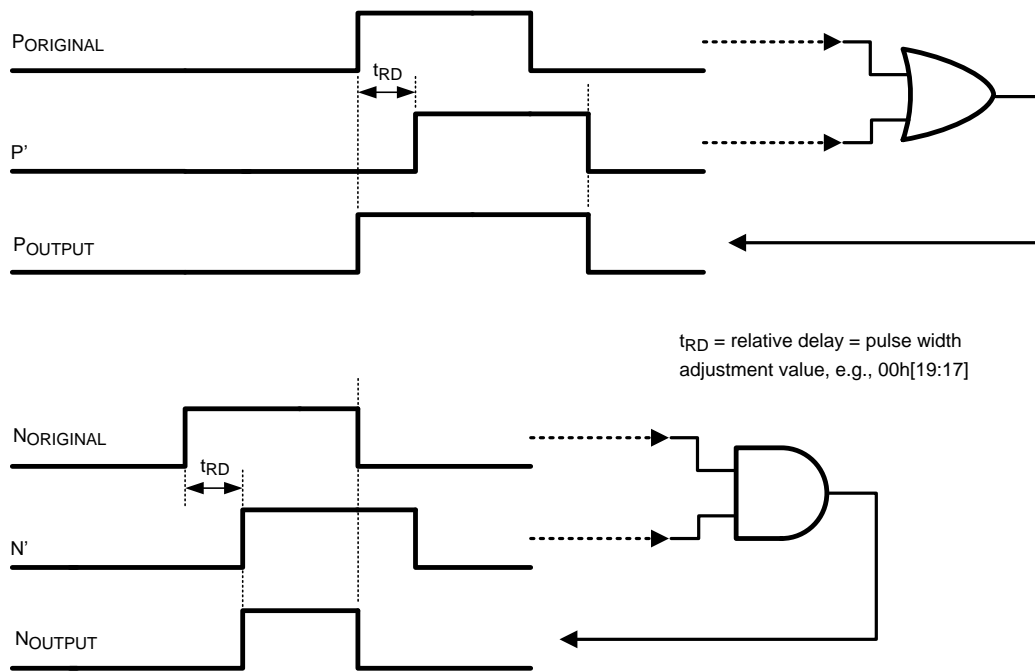 PORIGINAL
tRD
P'
POUTPUT
tRD = relative delay = pulse width
adjustment value, e.g., 00h[19:17]
NORIGINAL
tRD
N'
NOUTPUT